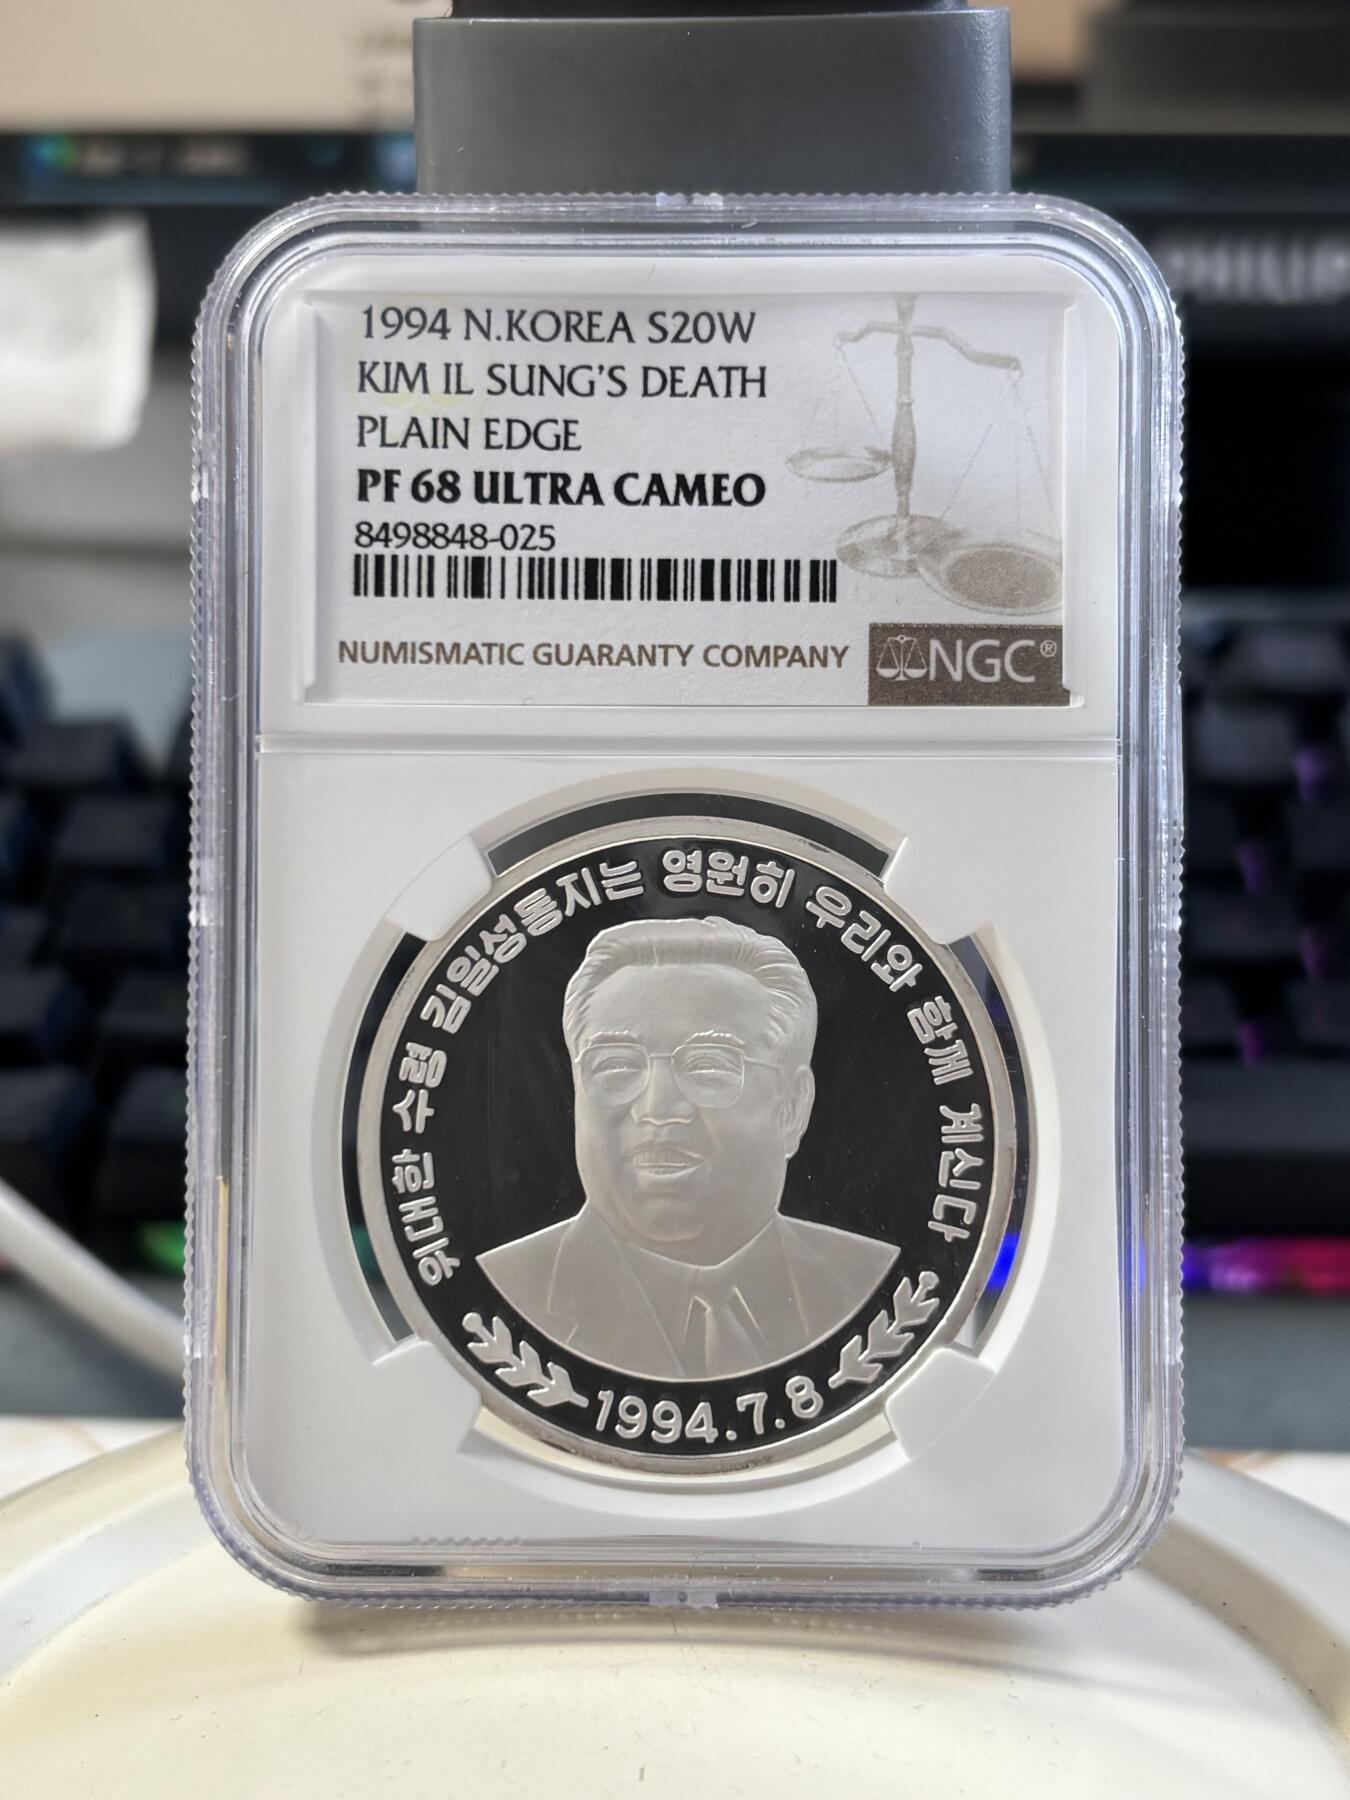 1994 N.KOREA S20W
KIM IL SUNG'S DEATH
PLAIN EDGE
PF 68 ULTRA CAMEO
8498848-025
NUMISMATIC GUARANTY COMPANY
NGC®
위대한 수령 김일성동지는 영원히 우리와 함께 계신다
1994.7.8